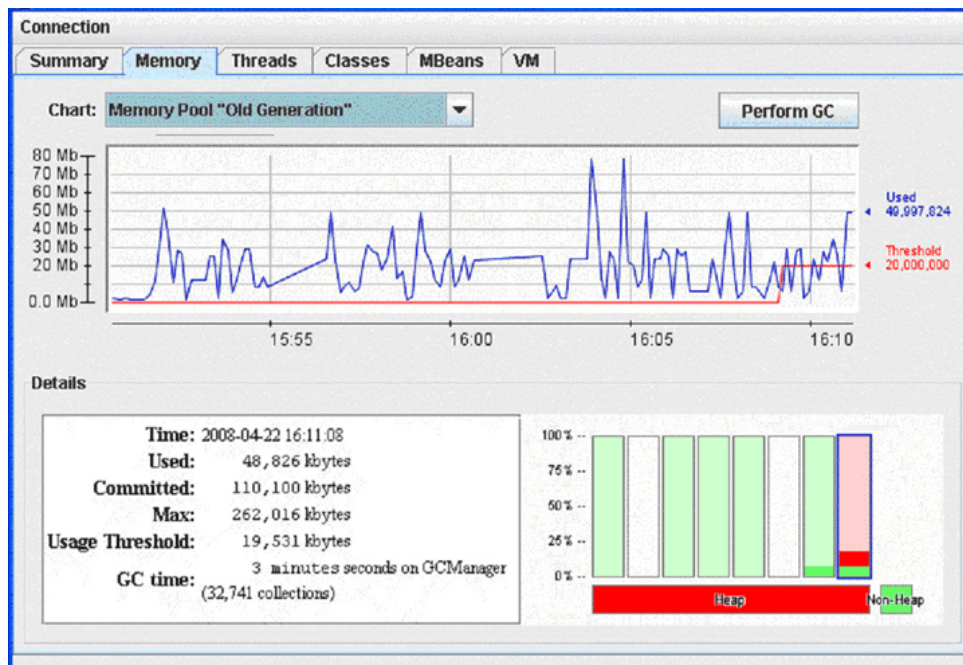 Connection
Summary Memory Threads Classes MBeans VM
Chart: Memory Pool "Old Generation" Perform GC
80 Mb
70 Mb
60 Mb
50 Mb
40 Mb
30 Mb
20 Mb
0.0 Mb
Used
49,997,824
Threshold
20,000,000
15:55 16:00 16:05 16:10
Details
Time: 2008-04-22 16:11:08
Used: 48,826 kbytes
Committed: 110,100 kbytes
Max: 262,016 kbytes
Usage Threshold: 19,531 kbytes
GC time: 3 minutes seconds on GCManager
(32,741 collections)
100% --
75% --
50% --
25% --
0% --
Heap Non-Heap